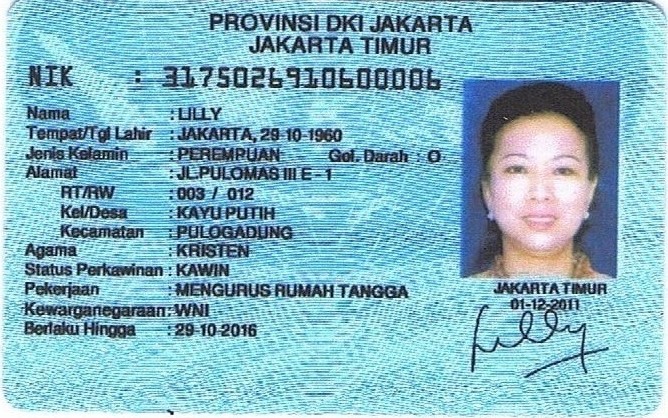 PROVINSI DKI JAKARTA
JAKARTA TIMUR
NIK : 3175026910600006
Nama : LILLY
Tempat/Tgl Lahir : JAKARTA, 29-10-1960
Jenis Kelamin : PEREMPUAN Gol. Darah : O
Alamat : JL.PULOMAS III E - 1
RT/RW : 003 / 012
Kel/Desa : KAYU PUTIH
Kecamatan : PULOGADUNG
Agama : KRISTEN
Status Perkawinan : KAWIN
Pekerjaan : MENGURUS RUMAH TANGGA
Kewarganegaraan : WNI
Berlaku Hingga : 29-10-2016
JAKARTA TIMUR
01-12-2011
Lilly